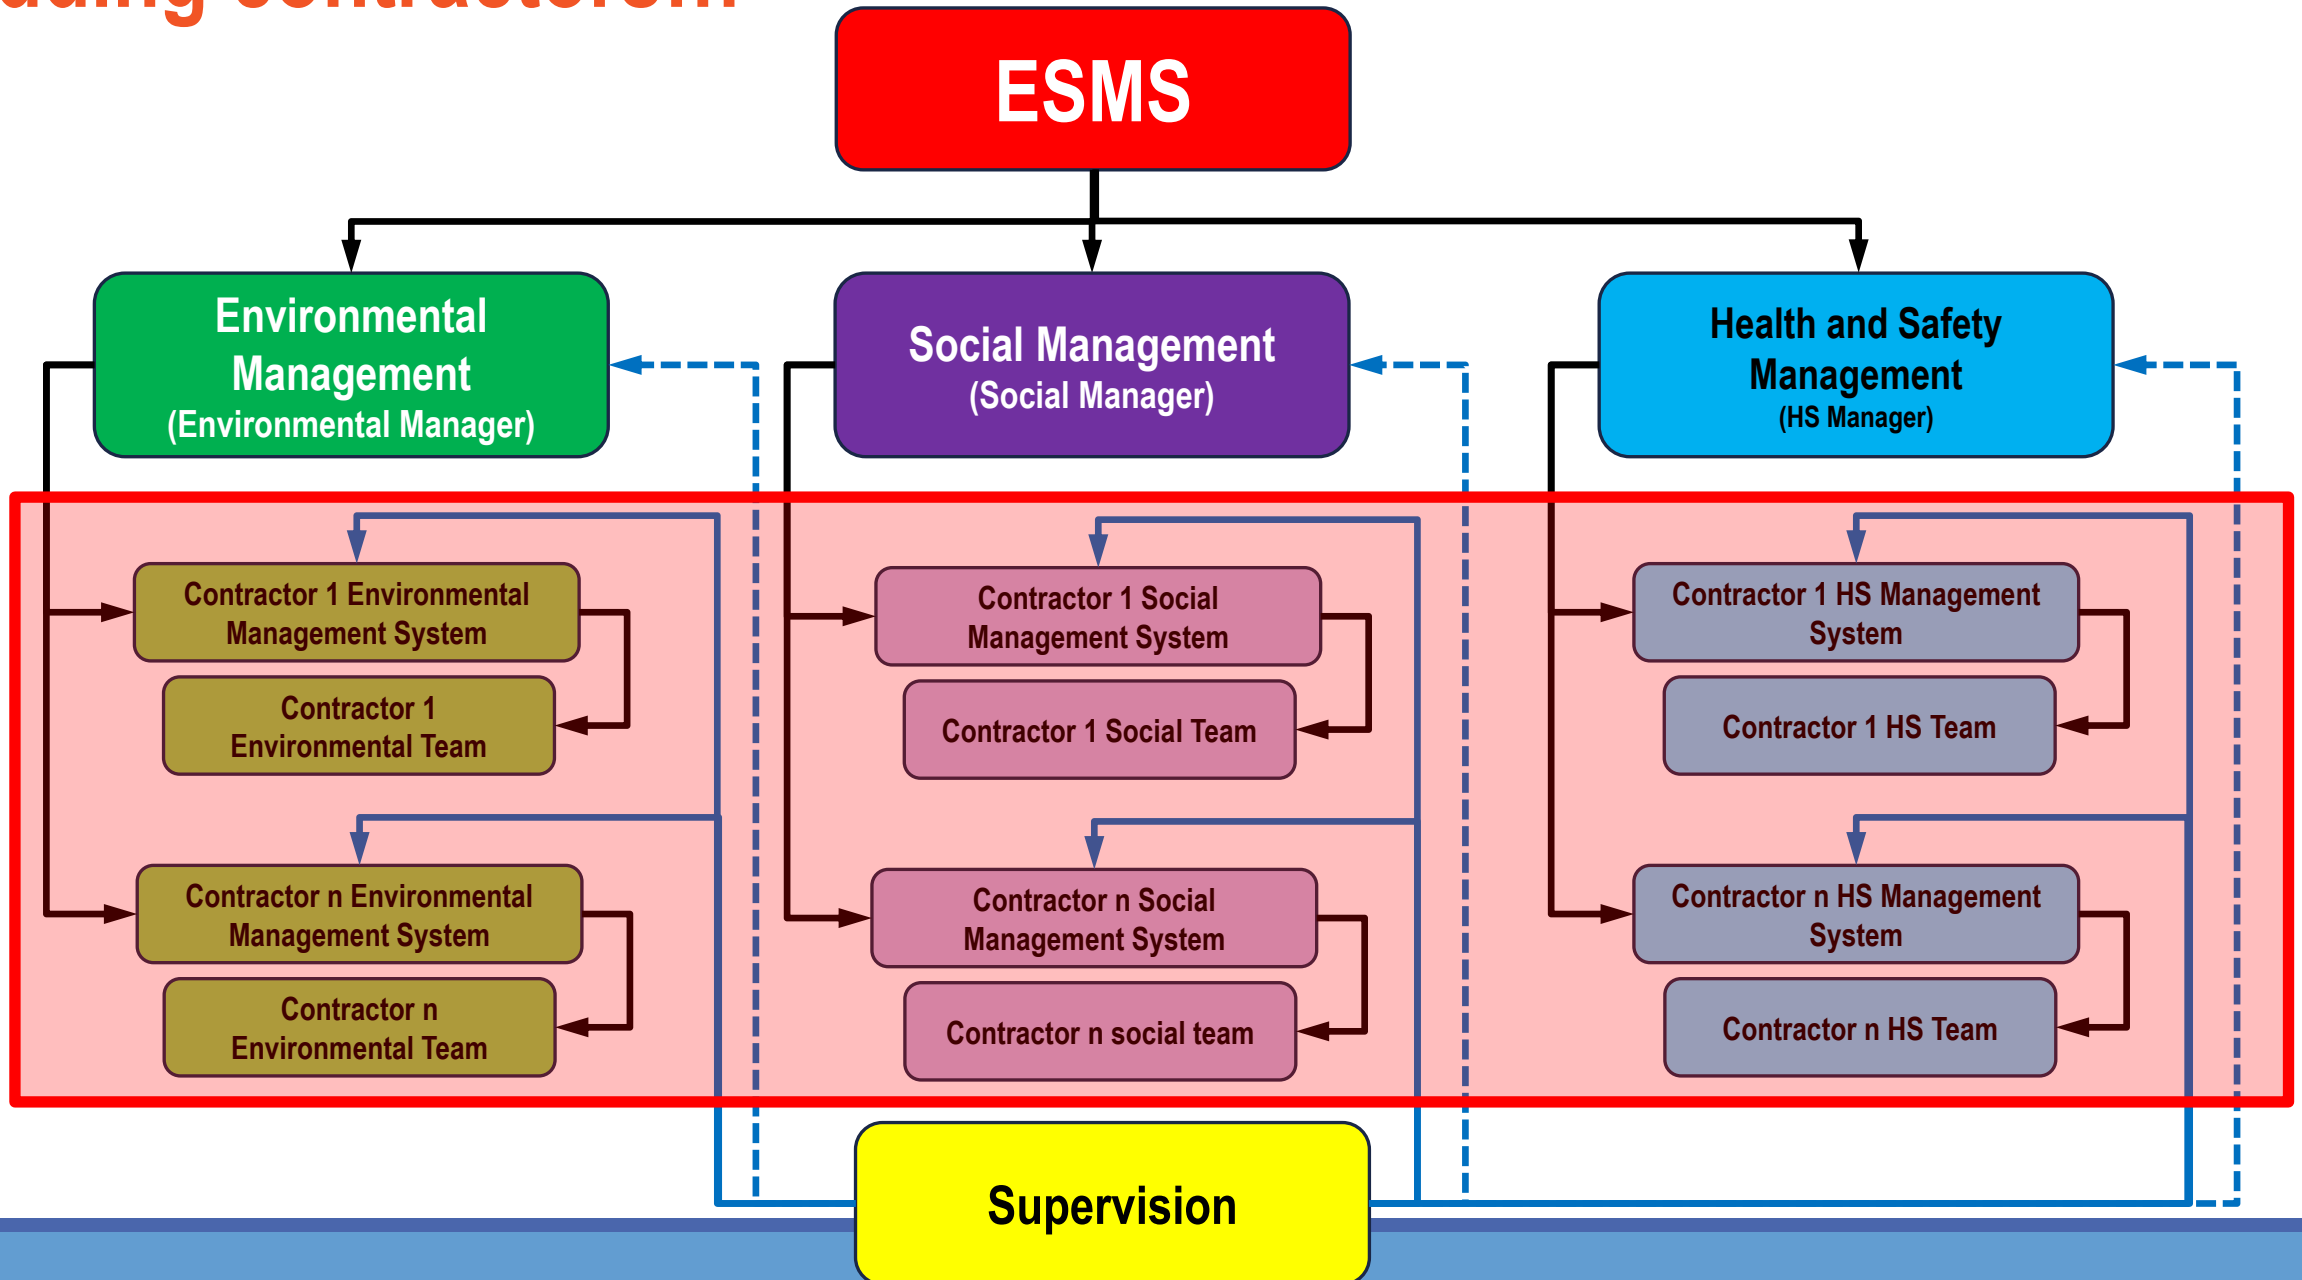 contractors...
ESMS
Environmental
Management
(Environmental Manager)
Social Management
(Social Manager)
Health and Safety
Management
(HS Manager)
Contractor 1 Environmental
Management System
Contractor 1
Environmental Team
Contractor n Environmental
Management System
Contractor n
Environmental Team
Contractor 1 Social
Management System
Contractor 1 Social Team
Contractor n Social
Management System
Contractor n social team
Contractor 1 HS Management
System
Contractor 1 HS Team
Contractor n HS Management
System
Contractor n HS Team
Supervision